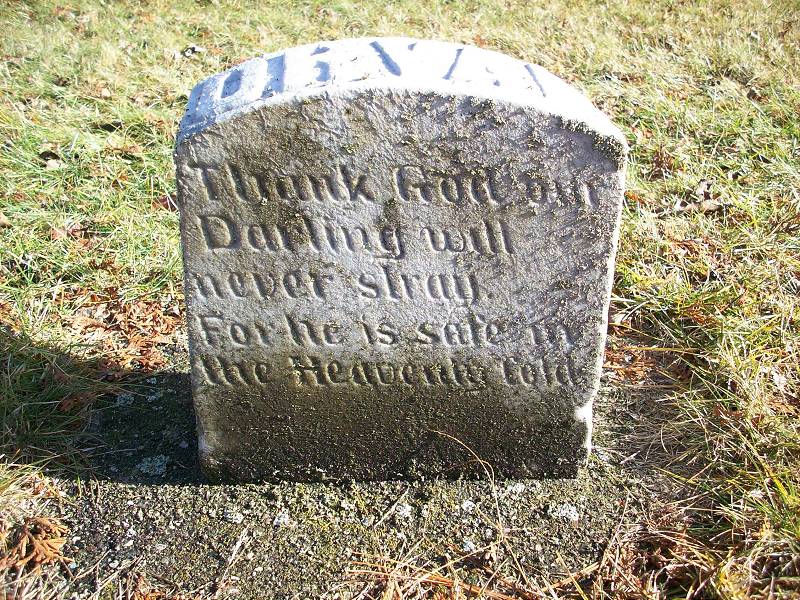 Thank God our
Darling will
never stray.
For he is safe in
the Heavenly fold